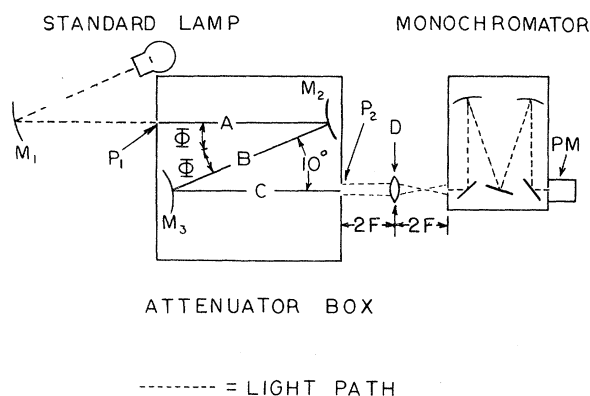 STANDARD LAMP
MONOCHROMATOR
M1
P1
A
Φ
Φ
B
C
10°
M2
M3
P2
D
2F
2F
PM
ATTENUATOR BOX
-------- = LIGHT PATH